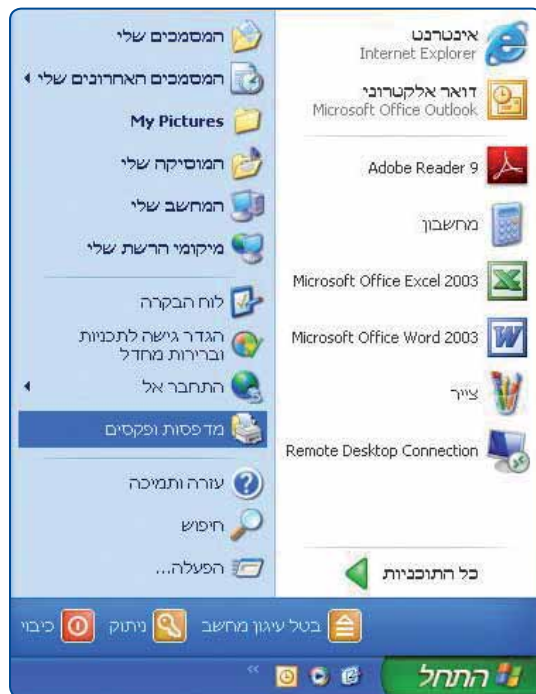 אינטרנט
Internet Explorer
דואר אלקטרוני
Microsoft Office Outlook
Adobe Reader 9
מחשבון
Microsoft Office Excel 2003
Microsoft Office Word 2003
צייר
Remote Desktop Connection
כל התוכניות
המסמכים שלי
המסמכים האחרונים שלי
My Pictures
המוסיקה שלי
המחשב שלי
מיקומי הרשת שלי
לוח הבקרה
הגדר גישה לתכניות
וברירות מחדל
התחבר אל
מדפסות ופקסים
עזרה ותמיכה
חיפוש
הפעלה...
בטל עיגון מחשב ניתוק כיבוי
התחל